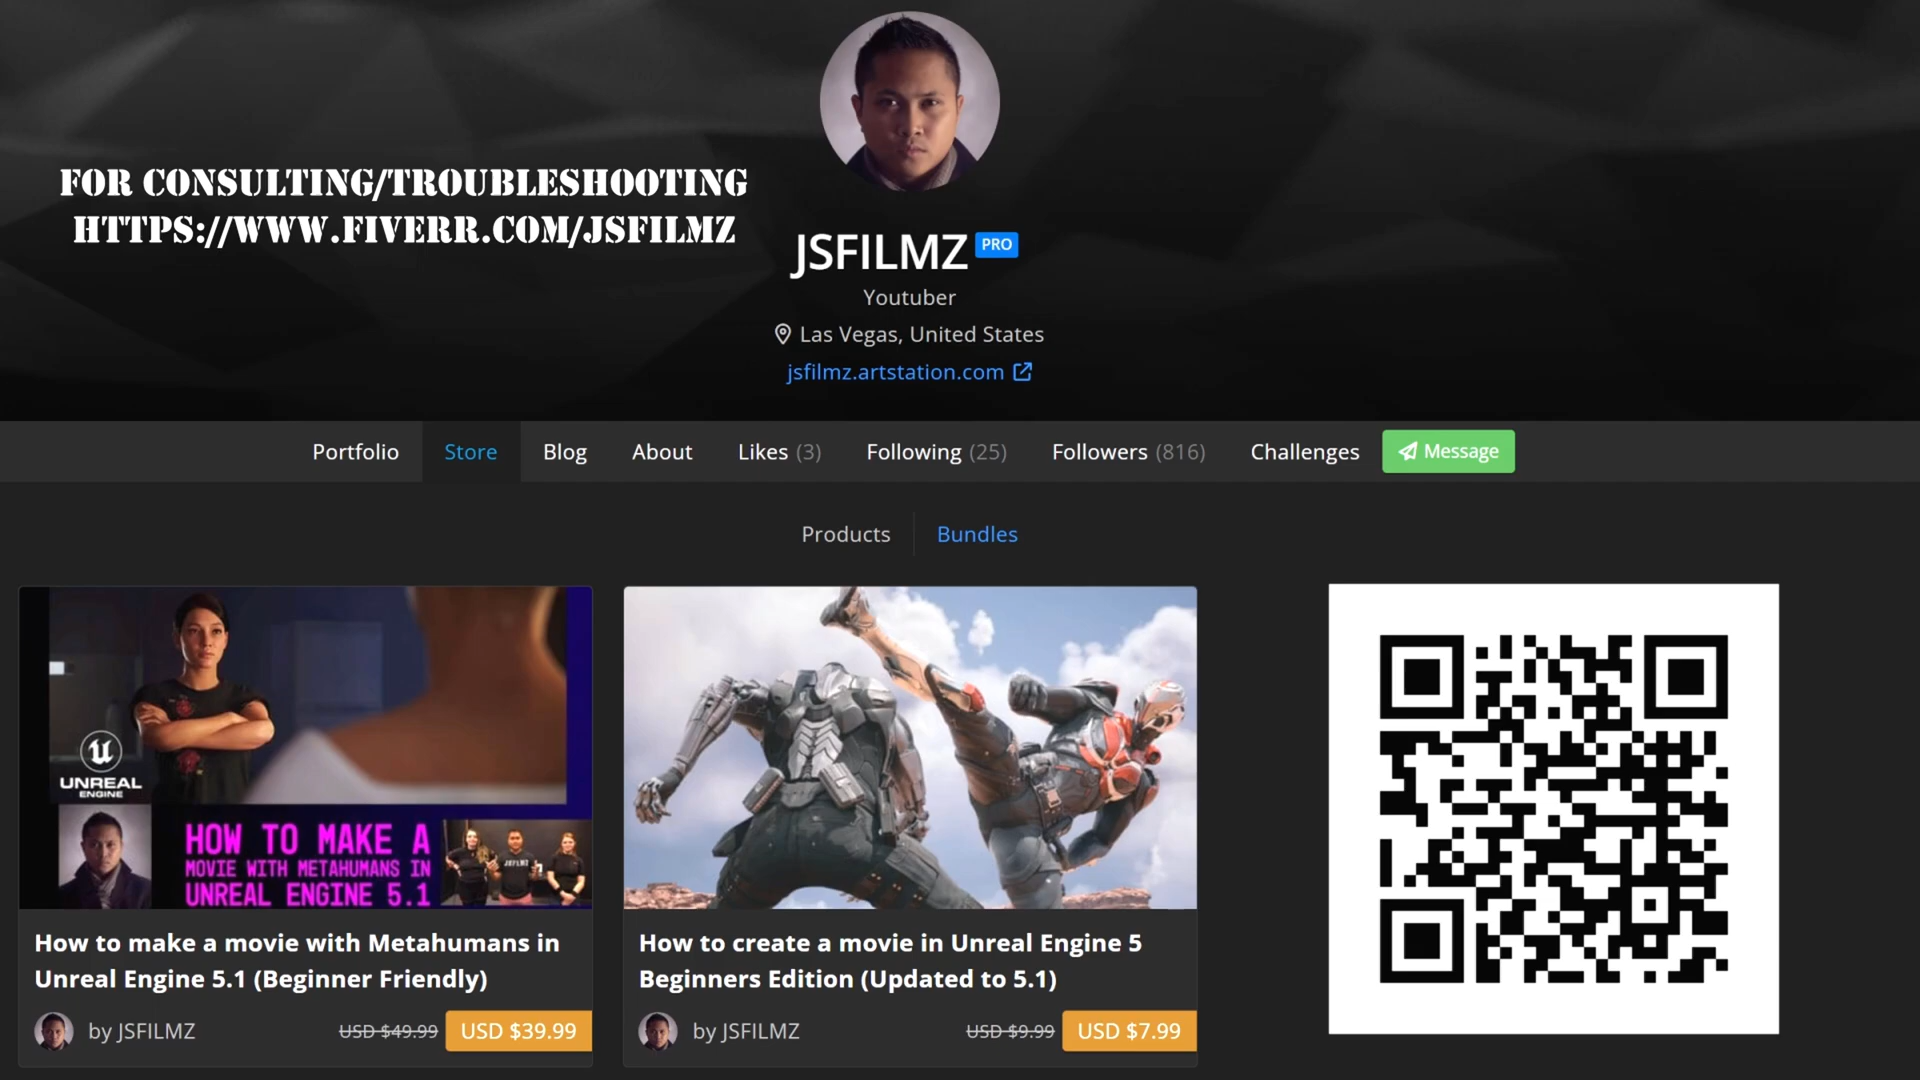 FOR CONSULTING/TROUBLESHOOTING
HTTPS://WWW.FIVERR.COM/JSFILMZ
JSFILMZ PRO
Youtuber
Las Vegas, United States
jsfilmz.artstation.com
Portfolio Store Blog About Likes (3) Following (25) Followers (816) Challenges Message
Products Bundles
UNREAL
ENGINE
HOW TO MAKE A
MOVIE WITH METAHUMANS IN
UNREAL ENGINE 5.1
JSFILMZ
How to make a movie with Metahumans in
Unreal Engine 5.1 (Beginner Friendly)
by JSFILMZ USD $49.99 USD $39.99
How to create a movie in Unreal Engine 5
Beginners Edition (Updated to 5.1)
by JSFILMZ USD $9.99 USD $7.99